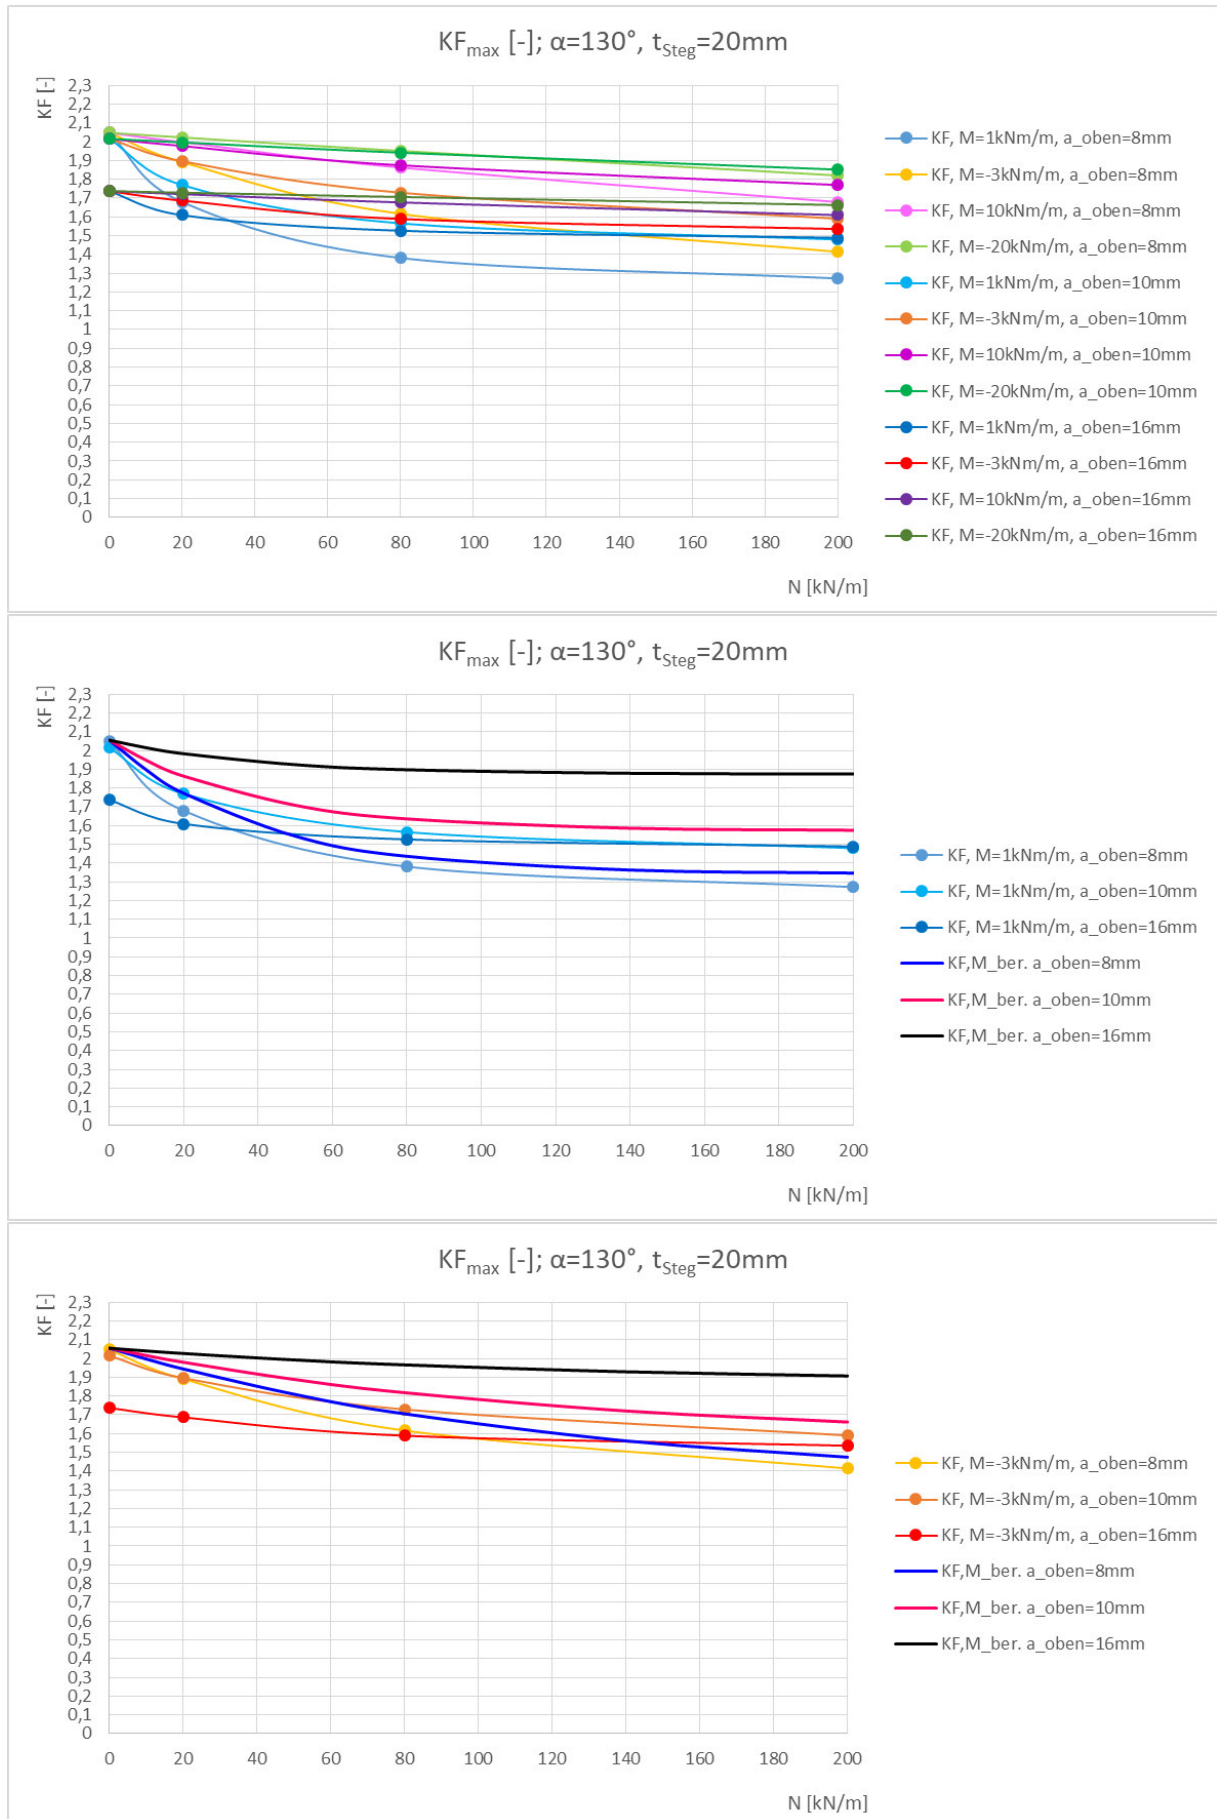 KFmax [-]; α=130°, tSteg=20mm
KF [-]
2,3
2,2
2,1
2
1,9
1,8
1,7
1,6
1,5
1,4
1,3
1,2
1,1
1
0,9
0,8
0,7
0,6
0,5
0,4
0,3
0,2
0,1
0
0 20 40 60 80 100 120 140 160 180 200
N [kN/m]
KF, M=1kNm/m, a_oben=8mm
KF, M=-3kNm/m, a_oben=8mm
KF, M=10kNm/m, a_oben=8mm
KF, M=-20kNm/m, a_oben=8mm
KF, M=1kNm/m, a_oben=10mm
KF, M=-3kNm/m, a_oben=10mm
KF, M=10kNm/m, a_oben=10mm
KF, M=-20kNm/m, a_oben=10mm
KF, M=1kNm/m, a_oben=16mm
KF, M=-3kNm/m, a_oben=16mm
KF, M=10kNm/m, a_oben=16mm
KF, M=-20kNm/m, a_oben=16mm
KFmax [-]; α=130°, tSteg=20mm
KF [-]
2,3
2,2
2,1
2
1,9
1,8
1,7
1,6
1,5
1,4
1,3
1,2
1,1
1
0,9
0,8
0,7
0,6
0,5
0,4
0,3
0,2
0,1
0
0 20 40 60 80 100 120 140 160 180 200
N [kN/m]
KF, M=1kNm/m, a_oben=8mm
KF, M=1kNm/m, a_oben=10mm
KF, M=1kNm/m, a_oben=16mm
KF,M_ber. a_oben=8mm
KF,M_ber. a_oben=10mm
KF,M_ber. a_oben=16mm
KFmax [-]; α=130°, tSteg=20mm
KF [-]
2,3
2,2
2,1
2
1,9
1,8
1,7
1,6
1,5
1,4
1,3
1,2
1,1
1
0,9
0,8
0,7
0,6
0,5
0,4
0,3
0,2
0,1
0
0 20 40 60 80 100 120 140 160 180 200
N [kN/m]
KF, M=-3kNm/m, a_oben=8mm
KF, M=-3kNm/m, a_oben=10mm
KF, M=-3kNm/m, a_oben=16mm
KF,M_ber. a_oben=8mm
KF,M_ber. a_oben=10mm
KF,M_ber. a_oben=16mm